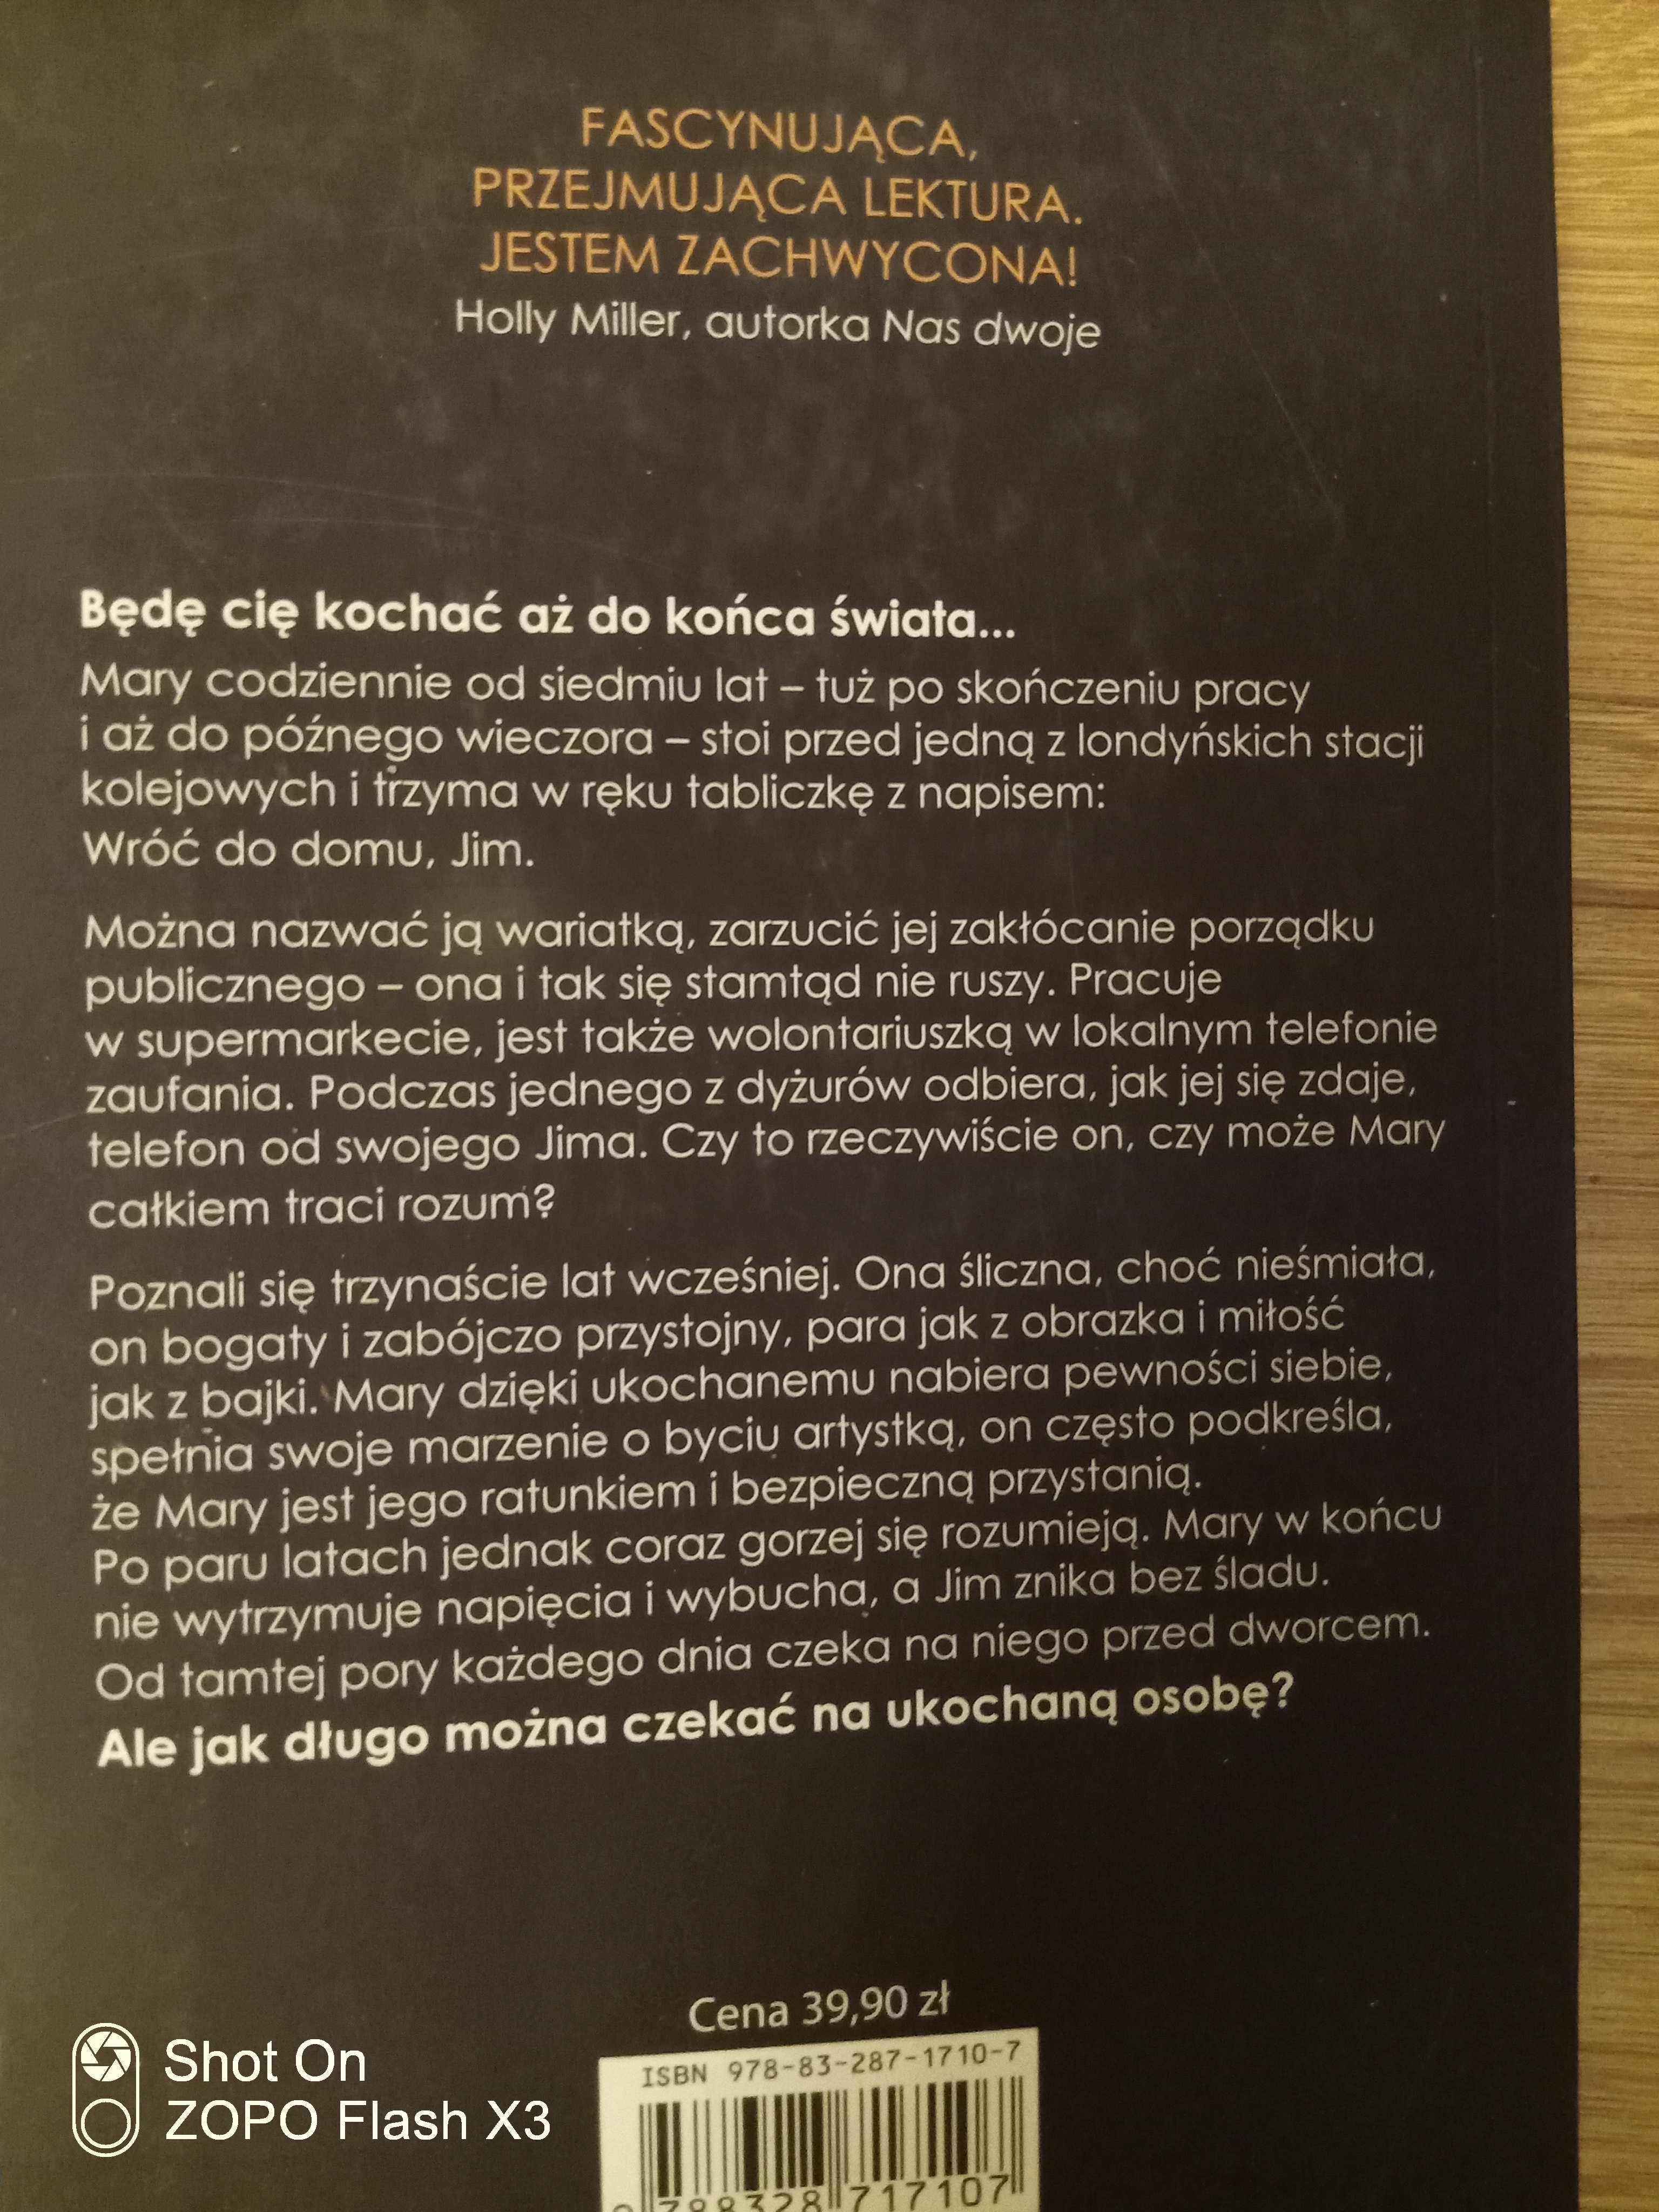 FASCYNUJĄCA,
PRZEJMUJĄCA LEKTURA.
JESTEM ZACHWYCONA!
Holly Miller, autorka Nas dwoje
Będę cię kochać aż do końca świata...
Mary codziennie od siedmiu lat – tuż po skończeniu pracy
i aż do późnego wieczora – stoi przed jedną z londyńskich stacji
kolejowych i trzyma w ręku tabliczkę z napisem:
Wróć do domu, Jim.
Można nazwać ją wariatką, zarzucić jej zakłócanie porządku
publicznego – ona i tak się stamtąd nie ruszy. Pracuje
w supermarkecie, jest także wolontariuszką w lokalnym telefonie
zaufania. Podczas jednego z dyżurów odbiera, jak jej się zdaje,
telefon od swojego Jima. Czy to rzeczywiście on, czy może Mary
całkiem traci rozum?
Poznali się trzynaście lat wcześniej. Ona śliczna, choć nieśmiała,
on bogaty i zabójczo przystojny, para jak z obrazka i miłość
jak z bajki. Mary dzięki ukochanemu nabiera pewności siebie,
spełnia swoje marzenie o byciu artystką, on często podkreśla,
że Mary jest jego ratunkiem i bezpieczną przystanią.
Po paru latach jednak coraz gorzej się rozumieją. Mary w końcu
nie wytrzymuje napięcia i wybucha, a Jim znika bez śladu.
Od tamtej pory każdego dnia czeka na niego przed dworcem.
Ale jak długo można czekać na ukochaną osobę?
Cena 39,90 zł
ISBN 978-83-287-1710-7
9 788328 717107
Shot On
ZOPO Flash X3